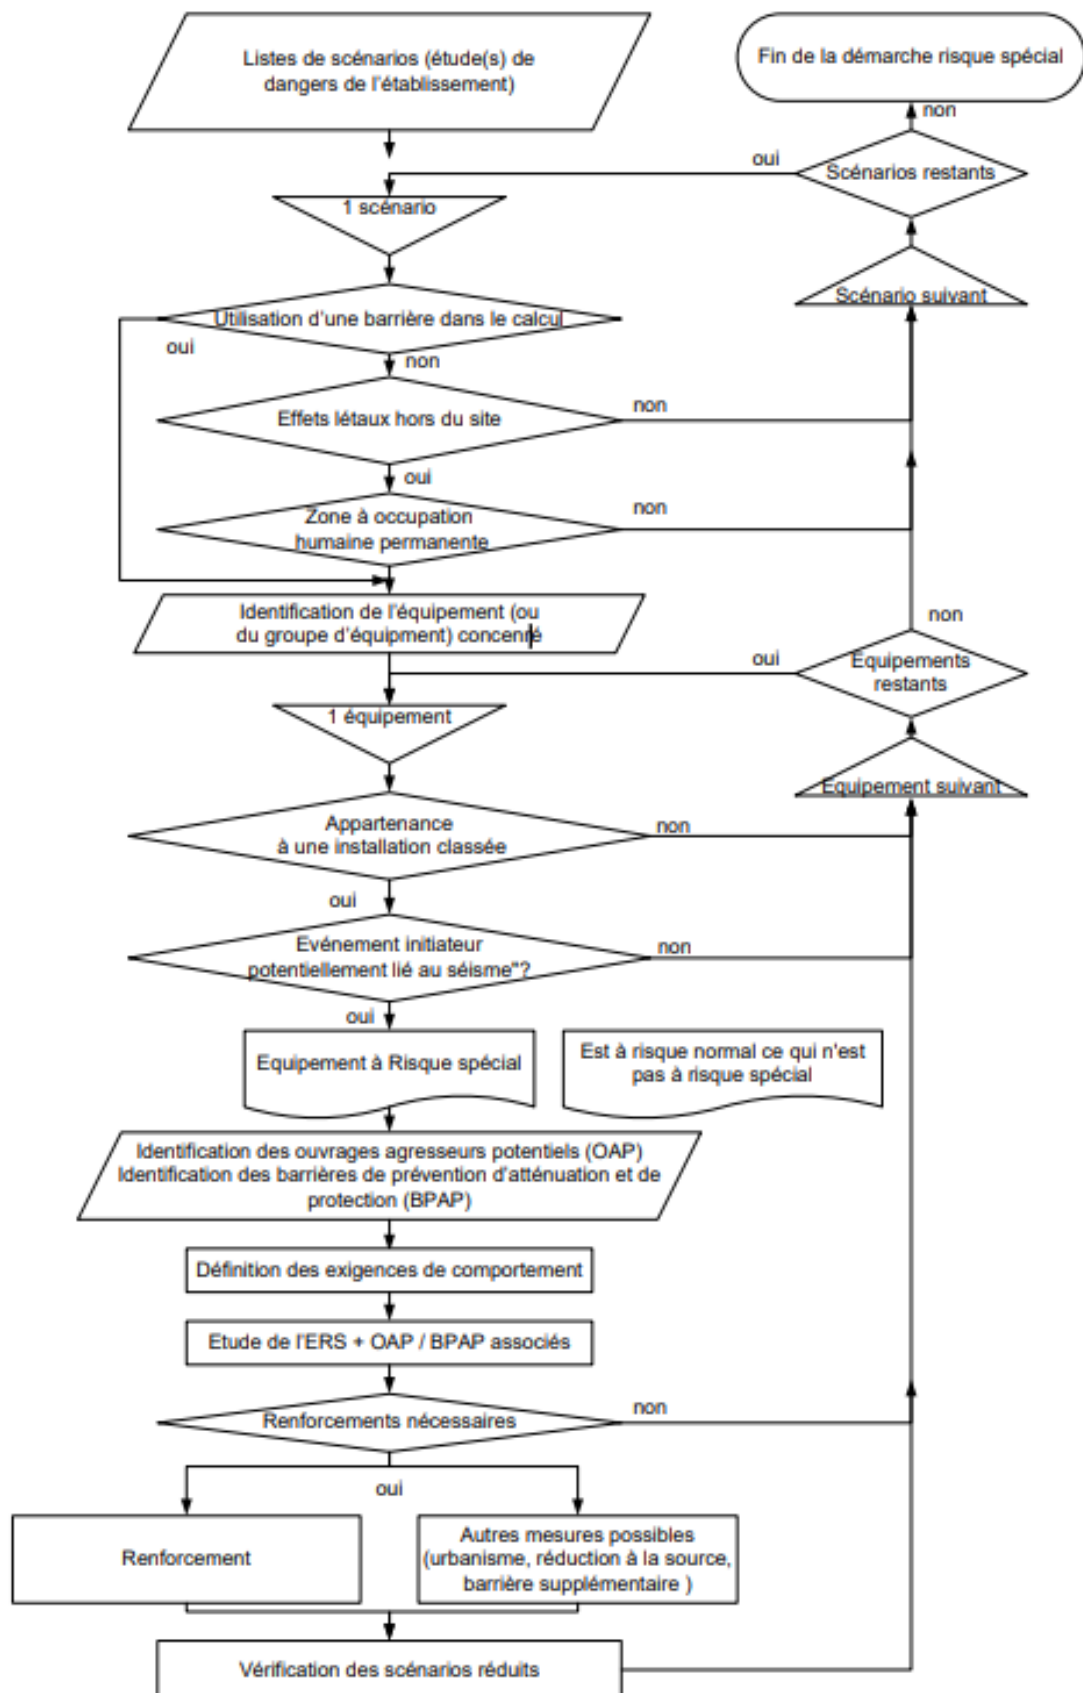 Listes de scénarios (étude(s) de
dangers de l'établissement)
Fin de la démarche risque spécial
non
oui
Scénarios restants
1 scénario
Scénario suivant
Utilisation d'une barrière dans le calcul
oui
non
Effets létaux hors du site
non
oui
Zone à occupation
humaine permanente
non
Identification de l'équipement (ou
du groupe d'équipment) concenré
non
oui
Equipements
restants
1 équipement
Equipement suivant
Appartenance
à une installation classée
non
oui
Evénement initiateur
potentiellement lié au séisme"?
non
oui
Equipement à Risque spécial
Est à risque normal ce qui n'est
pas à risque spécial
Identification des ouvrages agresseurs potentiels (OAP)
Identification des barrières de prévention d'atténuation et de
protection (BPAP)
Définition des exigences de comportement
Etude de l'ERS + OAP / BPAP associés
Renforcements nécessaires
non
oui
Renforcement
Autres mesures possibles
(urbanisme, réduction à la source,
barrière supplémentaire )
Vérification des scénarios réduits